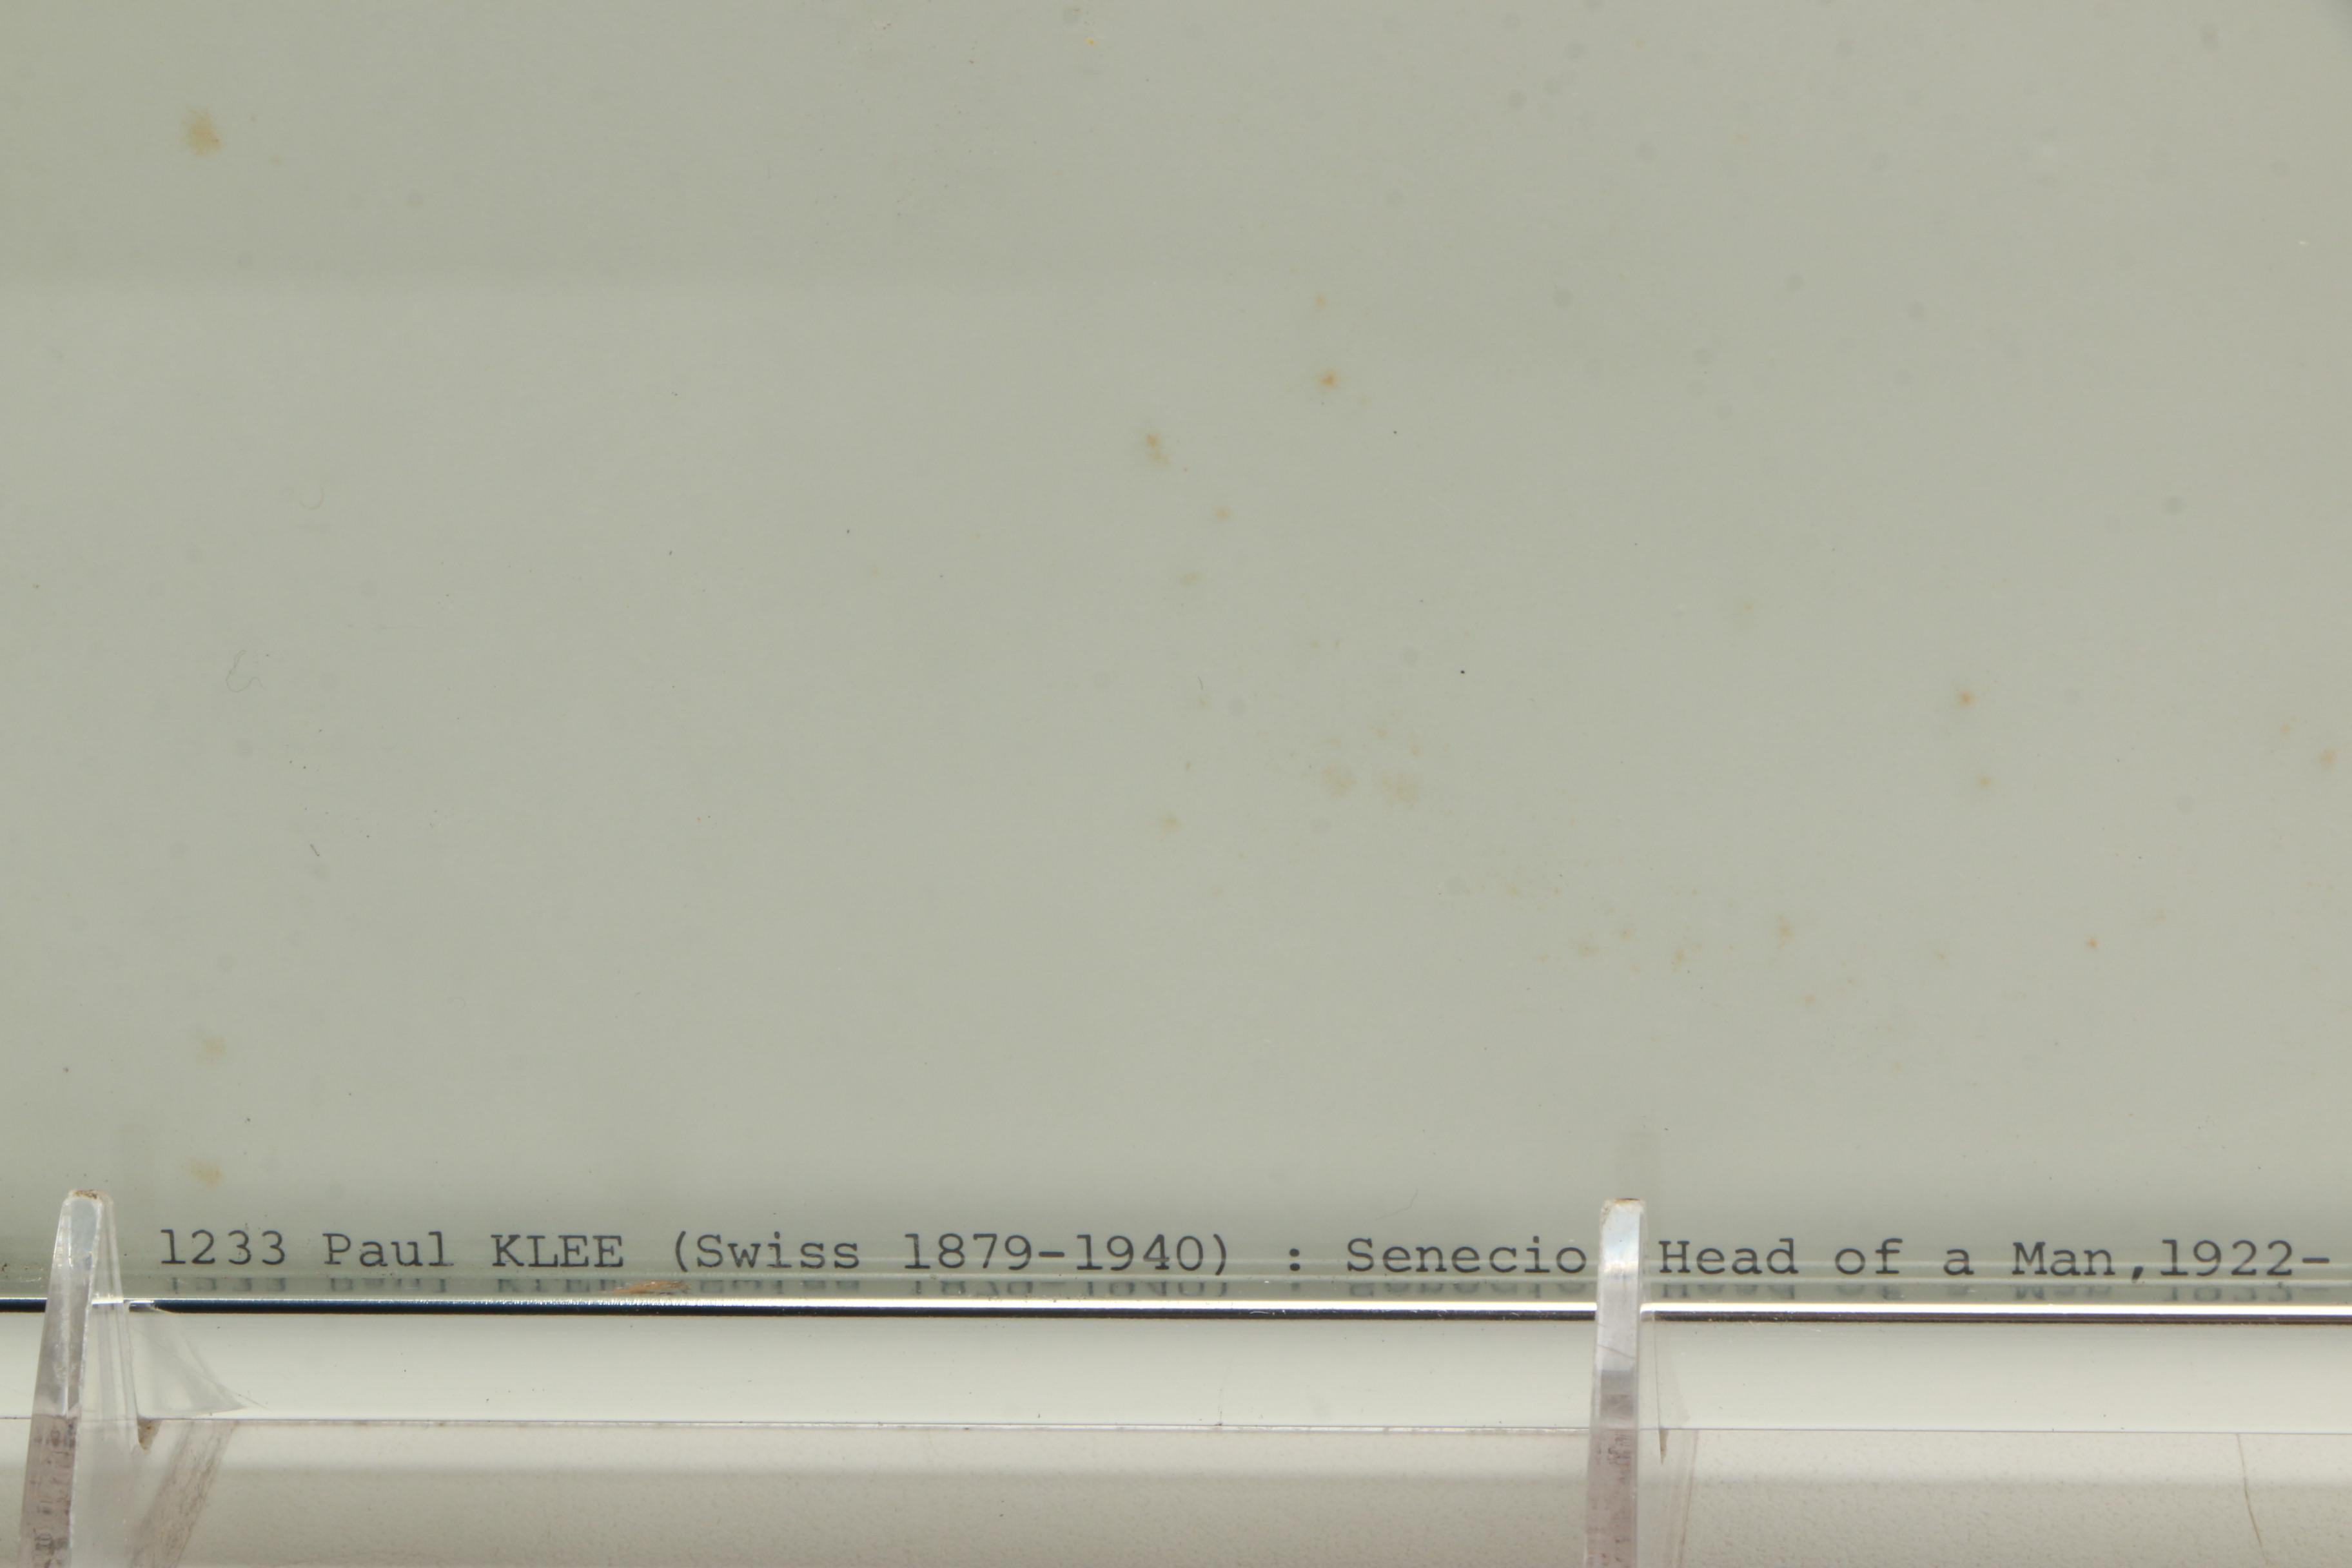 1233 Paul KLEE (Swiss 1879-1940) : Senecio Head of a Man,1922-